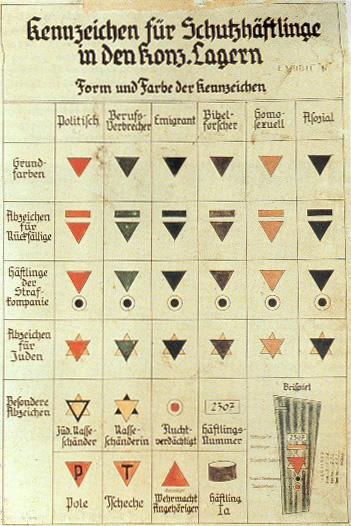 Kennzeichen für Schutzhäftlinge
in den Konz.Lagern
Form und Farbe der Kennzeichen
Politisch
Berufs-
Verbrecher
Emigrant
Bibel-
forscher
Homo-
sexuell
Asozial
Grund-
farben
Abzeichen
für
Rückfällige
Häftlinge
der
Straf-
kompanie
Abzeichen
für
Juden
Besondere
Abzeichen
Jüd. Rasse-
schänder
Rasse-
schänderin
Flucht-
verdächtigt
2307
Häftlings-
Nummer
Beispiel
2307
P
Pole
T
Tscheche
Wehrmacht
Angehöriger
Häftling
Ia